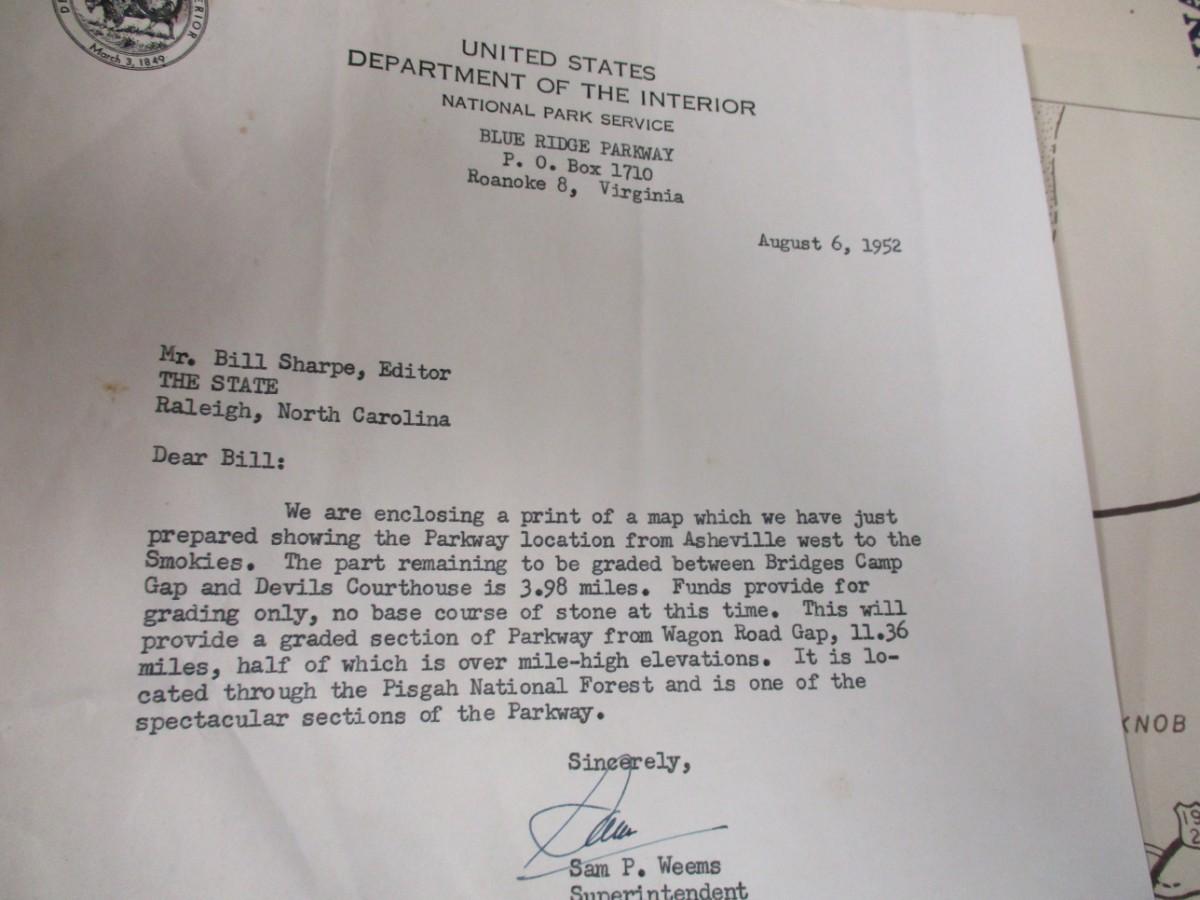 March 3, 1849
UNITED STATES
DEPARTMENT OF THE INTERIOR
NATIONAL PARK SERVICE
BLUE RIDGE PARKWAY
P. O. Box 1710
Roanoke 8, Virginia
August 6, 1952
Mr. Bill Sharpe, Editor
THE STATE
Raleigh, North Carolina
Dear Bill:
We are enclosing a print of a map which we have just
prepared showing the Parkway location from Asheville west to the
Smokies. The part remaining to be graded between Bridges Camp
Gap and Devils Courthouse is 3.98 miles. Funds provide for
grading only, no base course of stone at this time. This will
provide a graded section of Parkway from Wagon Road Gap, 11.36
miles, half of which is over mile-high elevations. It is lo-
cated through the Pisgah National Forest and is one of the
spectacular sections of the Parkway.
Sincerely,
Sam
Sam P. Weems
Superintendent
KNOB